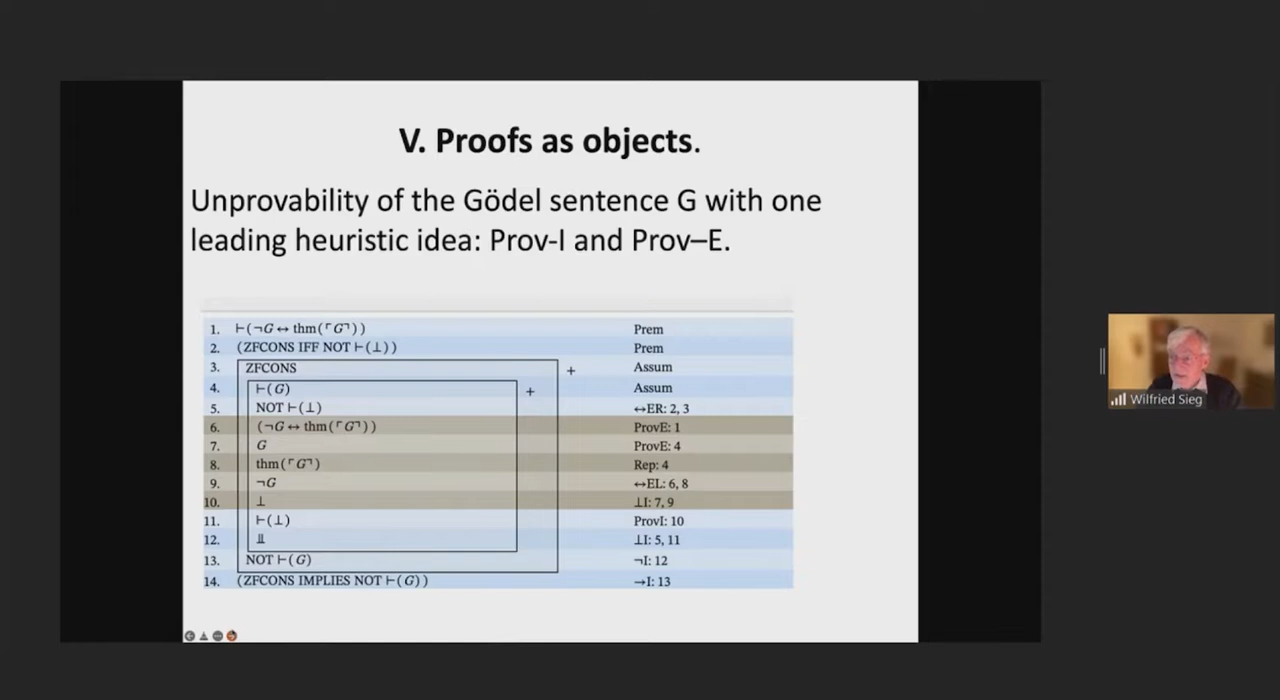 V. Proofs as objects.
Unprovability of the Gödel sentence G with one
leading heuristic idea: Prov-I and Prov–E.
1. ⊢(¬G ↔ thm(⌜G⌝)) Prem
2. (ZFCONS IFF NOT ⊢(⊥)) Prem
3. ZFCONS + Assum
4. ⊢(G) + Assum
5. NOT ⊢(⊥) ↔ER: 2, 3
6. (¬G ↔ thm(⌜G⌝)) ProvE: 1
7. G ProvE: 4
8. thm(⌜G⌝) Rep: 4
9. ¬G ↔EL: 6, 8
10. ⊥ ⊥I: 7, 9
11. ⊢(⊥) ProvI: 10
12. ⫫ ⊥I: 5, 11
13. NOT ⊢(G) ¬I: 12
14. (ZFCONS IMPLIES NOT ⊢(G)) →I: 13
Wilfried Sieg